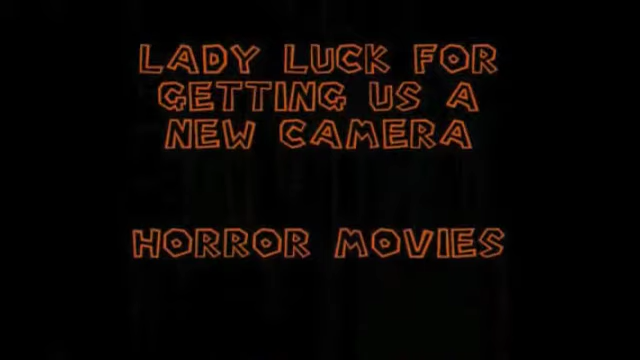 LADY LUCK FOR
GETTING US A
NEW CAMERA
HORROR MOVIES